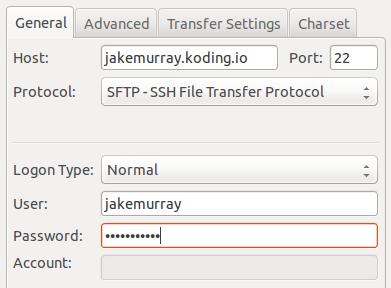 General Advanced Transfer Settings Charset
Host: jakemurray.koding.io Port: 22
Protocol: SFTP - SSH File Transfer Protocol
Logon Type: Normal
User: jakemurray
Password: •••••••••••
Account: